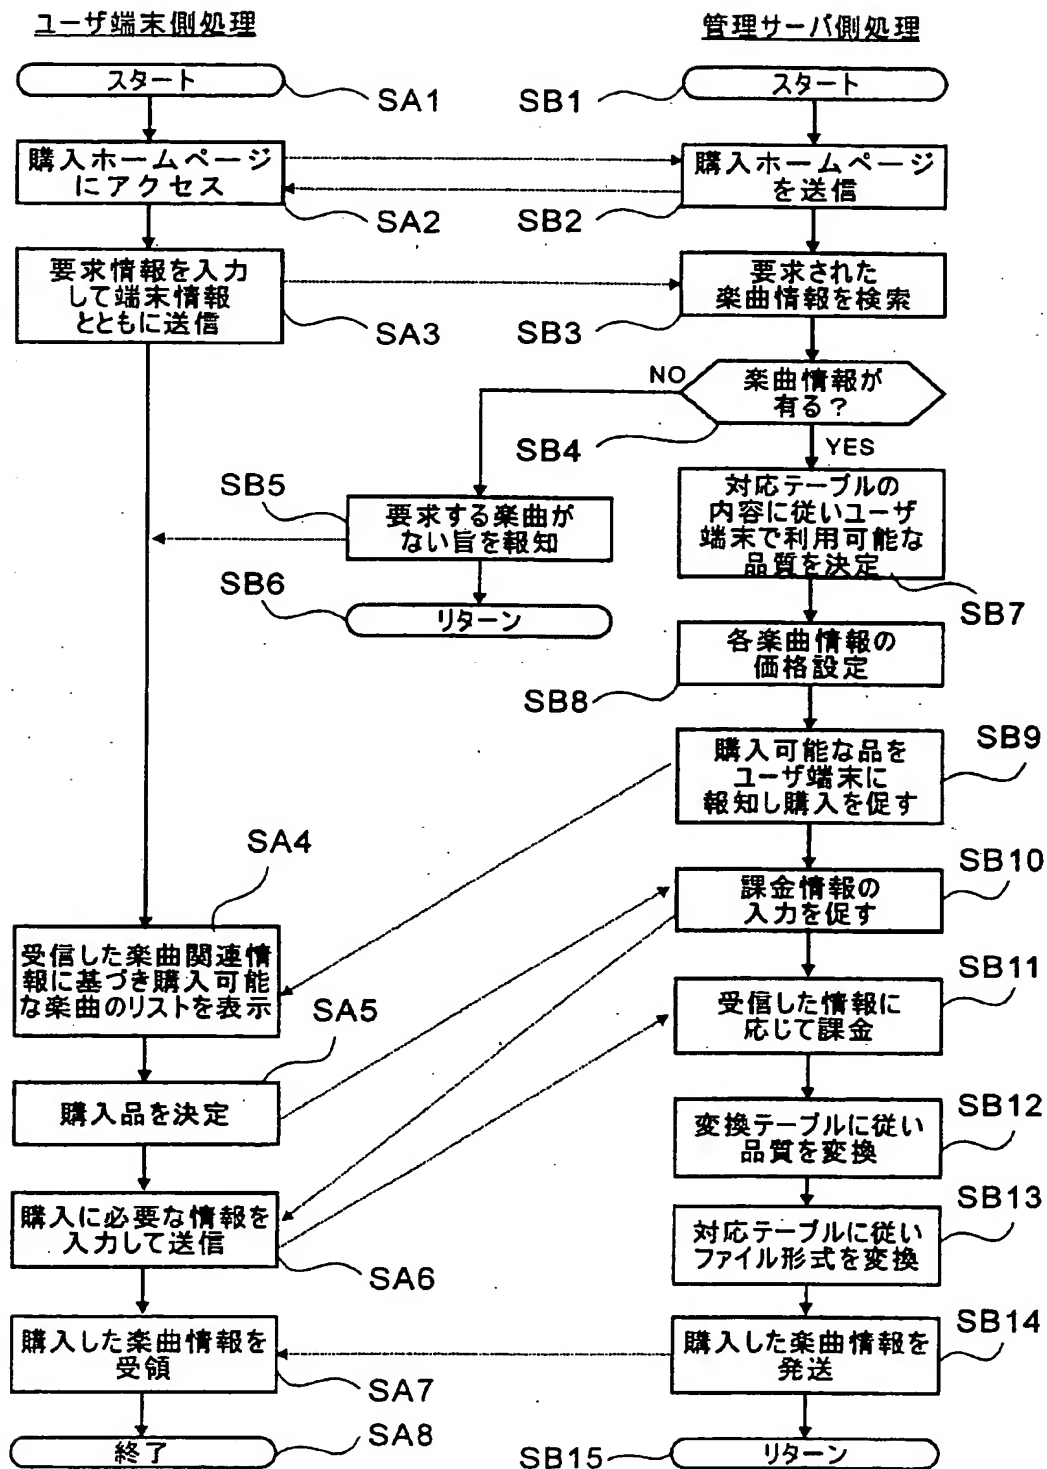 ユーザ端末側処理
スタート
SA1
購入ホームページ
にアクセス
SA2
要求情報を入力
して端末情報
とともに送信
SA3
管理サーバ側処理
スタート
SB1
購入ホームページ
を送信
SB2
要求された
楽曲情報を検索
SB3
楽曲情報が
有る？
NO
YES
SB4
SB5
要求する楽曲が
ない旨を報知
SB6
リターン
対応テーブルの
内容に従いユーザ
端末で利用可能な
品質を決定
SB7
各楽曲情報の
価格設定
SB8
購入可能な品を
ユーザ端末に
報知し購入を促す
SB9
SA4
受信した楽曲関連情
報に基づき購入可能
な楽曲のリストを表示
SA5
購入品を決定
課金情報の
入力を促す
SB10
購入に必要な情報を
入力して送信
SA6
受信した情報に
応じて課金
SB11
変換テーブルに従い
品質を変換
SB12
対応テーブルに従い
ファイル形式を変換
SB13
購入した楽曲情報を
発送
SB14
購入した楽曲情報を
受領
SA7
終了
SA8
SB15
リターン